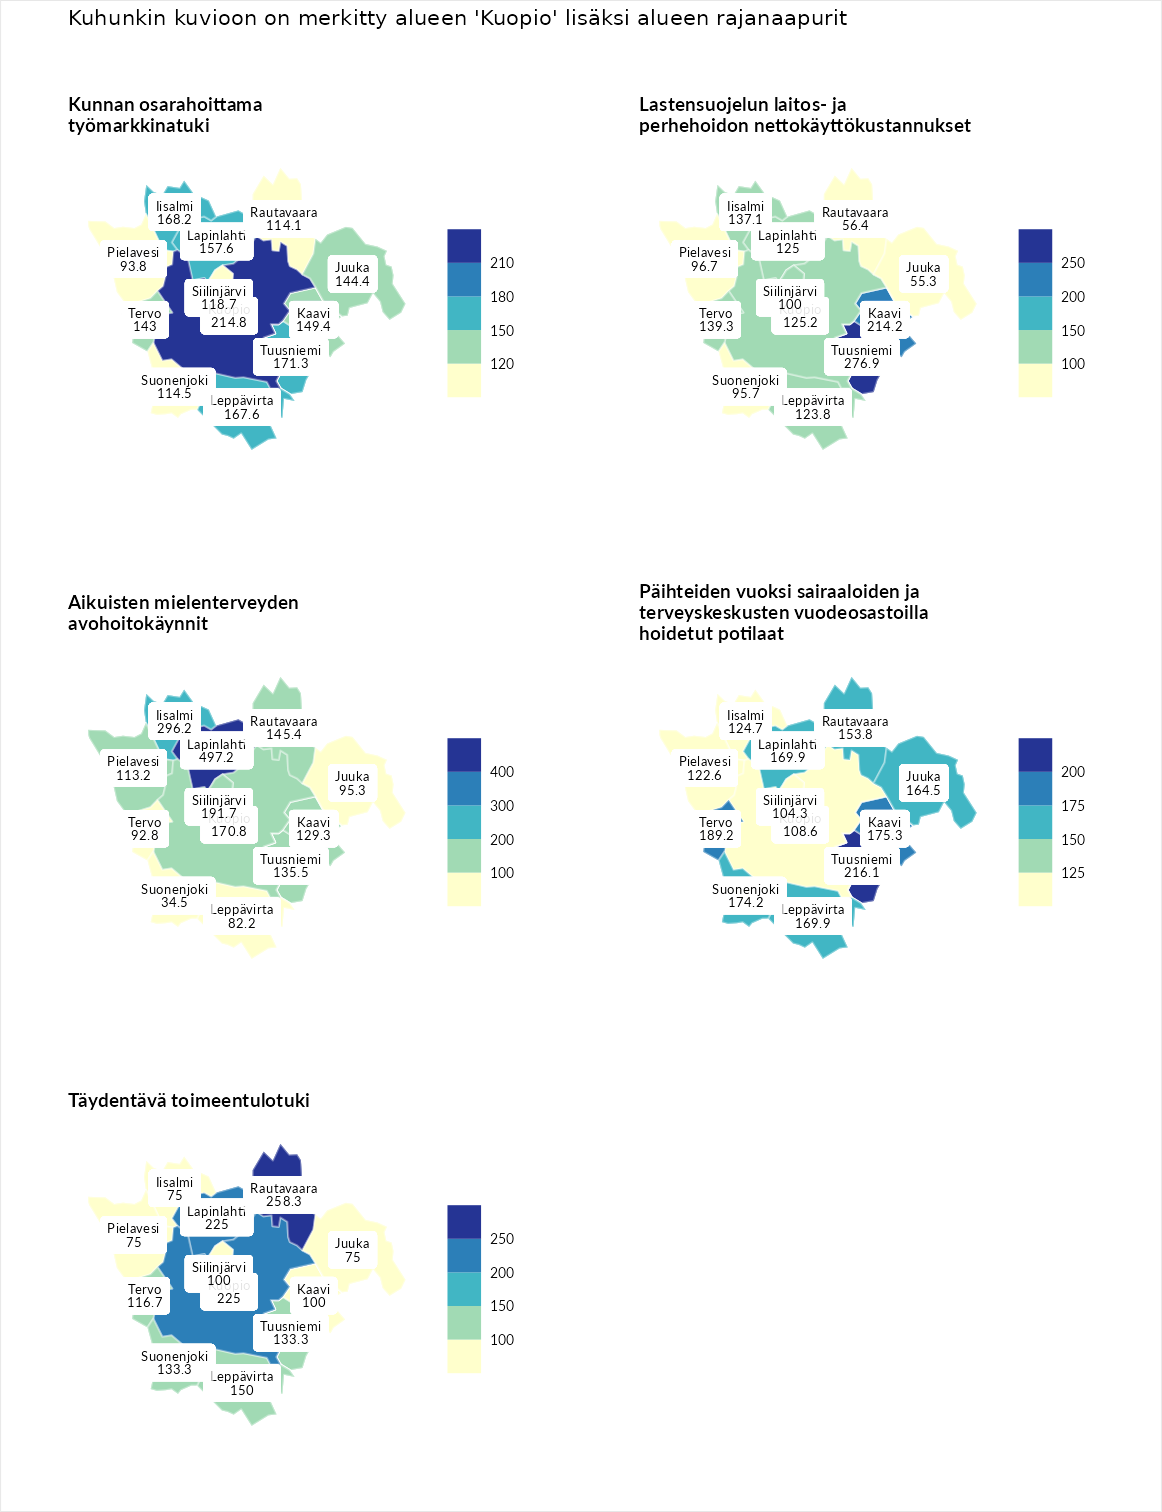 Kuhunkin kuvioon on merkitty alueen 'Kuopio' lisäksi alueen rajanaapurit
Kunnan osarahoittama
työmarkkinatuki
Iisalmi
168.2
Rautavaara
114.1
Lapinlahti
157.6
Pielavesi
93.8
Juuka
144.4
Siilinjärvi
118.7
214.8
Tervo
143
Kaavi
149.4
Tuusniemi
171.3
Suonenjoki
114.5
Leppävirta
167.6
210
180
150
120
Lastensuojelun laitos- ja
perhehoidon nettokäyttökustannukset
Iisalmi
137.1
Rautavaara
56.4
Lapinlahti
125
Pielavesi
96.7
Juuka
55.3
Siilinjärvi
100
125.2
Tervo
139.3
Kaavi
214.2
Tuusniemi
276.9
Suonenjoki
95.7
Leppävirta
123.8
250
200
150
100
Aikuisten mielenterveyden
avohoitokäynnit
Iisalmi
296.2
Rautavaara
145.4
Lapinlahti
497.2
Pielavesi
113.2
Juuka
95.3
Siilinjärvi
191.7
170.8
Tervo
92.8
Kaavi
129.3
Tuusniemi
135.5
Suonenjoki
34.5
Leppävirta
82.2
400
300
200
100
Päihteiden vuoksi sairaaloiden ja
terveyskeskusten vuodeosastoilla
hoidetut potilaat
Iisalmi
124.7
Rautavaara
153.8
Lapinlahti
169.9
Pielavesi
122.6
Juuka
164.5
Siilinjärvi
104.3
108.6
Tervo
189.2
Kaavi
175.3
Tuusniemi
216.1
Suonenjoki
174.2
Leppävirta
169.9
200
175
150
125
Täydentävä toimeentulotuki
Iisalmi
75
Rautavaara
258.3
Lapinlahti
225
Pielavesi
75
Juuka
75
Siilinjärvi
100
225
Tervo
116.7
Kaavi
100
Tuusniemi
133.3
Suonenjoki
133.3
Leppävirta
150
250
200
150
100